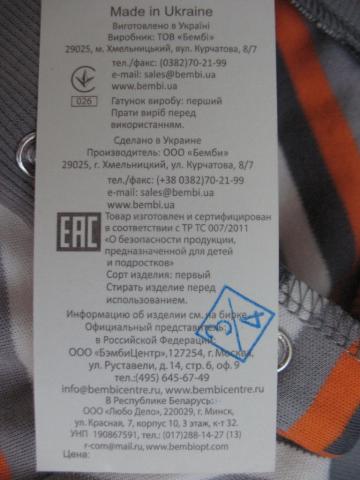 Made in Ukraine
Виготовлено в Україні
Виробник: ТОВ «Бембі»
29025, м. Хмельницький, вул. Курчатова, 8/7
тел./факс: (0382)70-21-99
e-mail: sales@bembi.ua
www.bembi.ua
026
Гатунок виробу: перший
Прати виріб перед
використанням.
Сделано в Украине
Производитель: ООО «Бемби»
29025, г. Хмельницкий, ул. Курчатова, 8/7
тел./факс: (+38 0382)70-21-99
e-mail: sales@bembi.ua
www.bembi.ua
EAC
Товар изготовлен и сертифицирован
в соответствии с ТР ТС 007/2011
«О безопасности продукции,
предназначенной для детей
и подростков»
Сорт изделия: первый
Стирать изделие перед
использованием.
Информацию об изделии см. на бирке.
Официальный представитель
в Российской Федерации:
ООО «БэмбиЦентр»,127254, г. Москва,
ул. Руставели, д. 14, стр. 6, оф. 9
тел.:(495) 645-67-49
info@bembicentre.ru / www.bembicentre.ru
В Республике Беларусь:
ООО «Любо Дело», 220029, г. Минск,
ул. Красная, 7, корпус 10, 3 этаж, к-т 32.
УНП 190867591, тел.: (017)288-14-27 (13)
r-com@mail.ru, www.bembiopt.com
Цена: